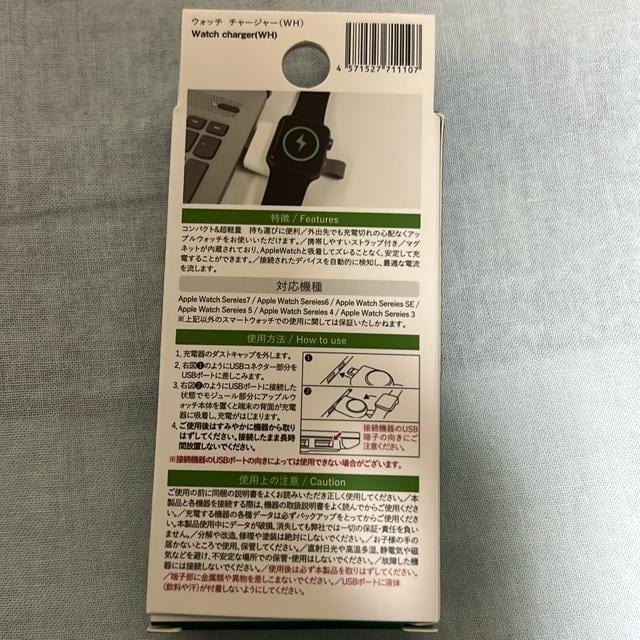 ウォッチ チャージャー(WH)
Watch charger(WH)
4 571527 711107
特徴 / Features
コンパクト&超軽量 持ち運びに便利／外出先でも充電切れの心配なくアッ
プルウォッチをお使いいただけます。／携帯しやすいストラップ付き／マグ
ネットが内蔵されており、AppleWatchと吸着してズレることなく、安定して充
電することができます。／接続されたデバイスを自動的に検知し、最適な電流
を流します。
対応機種
Apple Watch Sereies7 / Apple Watch Sereies6 / Apple Watch Sereies SE /
Apple Watch Sereies 5 / Apple Watch Sereies 4 / Apple Watch Sereies 3
※上記以外のスマートウォッチでの使用に関しては保証いたしかねます。
使用方法 / How to use
1. 充電器のダストキャップを外します。
2. 右図❶のようにUSBコネクター部分を
USBポートに差しこみます。
3. 右図❷のようにUSBポートに接続した
状態でモジュール部分にアップルウ
ォッチ本体を置くと端末の背面が充電
器に吸着し、充電がはじまります。
4. ご使用後はすみやかに機器から取り
はずしてください。接続したまま長時
間放置しないでください。
❶
❷
接続機器のUSB
端子の向きにご
注意ください。
※接続機器のUSBポートの向きによっては使用できない場合がございます。
使用上の注意 / Caution
ご使用の前に同梱の説明書をよくお読みいただき正しく使用してください。／本
製品と各機器を接続する際は、機器の取扱説明書をよく読んでからご使用くださ
い。／充電する機器の各種データは必ずバックアップをとってからご使用くださ
い。本製品使用中にデータが破損、消失しても弊社では一切の保証・責任を負い
ません。／分解や改造、修理や塗装は絶対にしないでください。／お子様の手の
届かないところで使用、保管してください。／直射日光や高温多湿、静電気や磁
気などを避け、不安定な場所での保管・使用はしないでください。／故障した機
器には接続しないでください。／使用後は必ず本製品を取りはずしてください。
／端子部に金属類や異物を差しこまないでください。／USBポートに液体
(飲料や汗)が付着しないようにしてください。